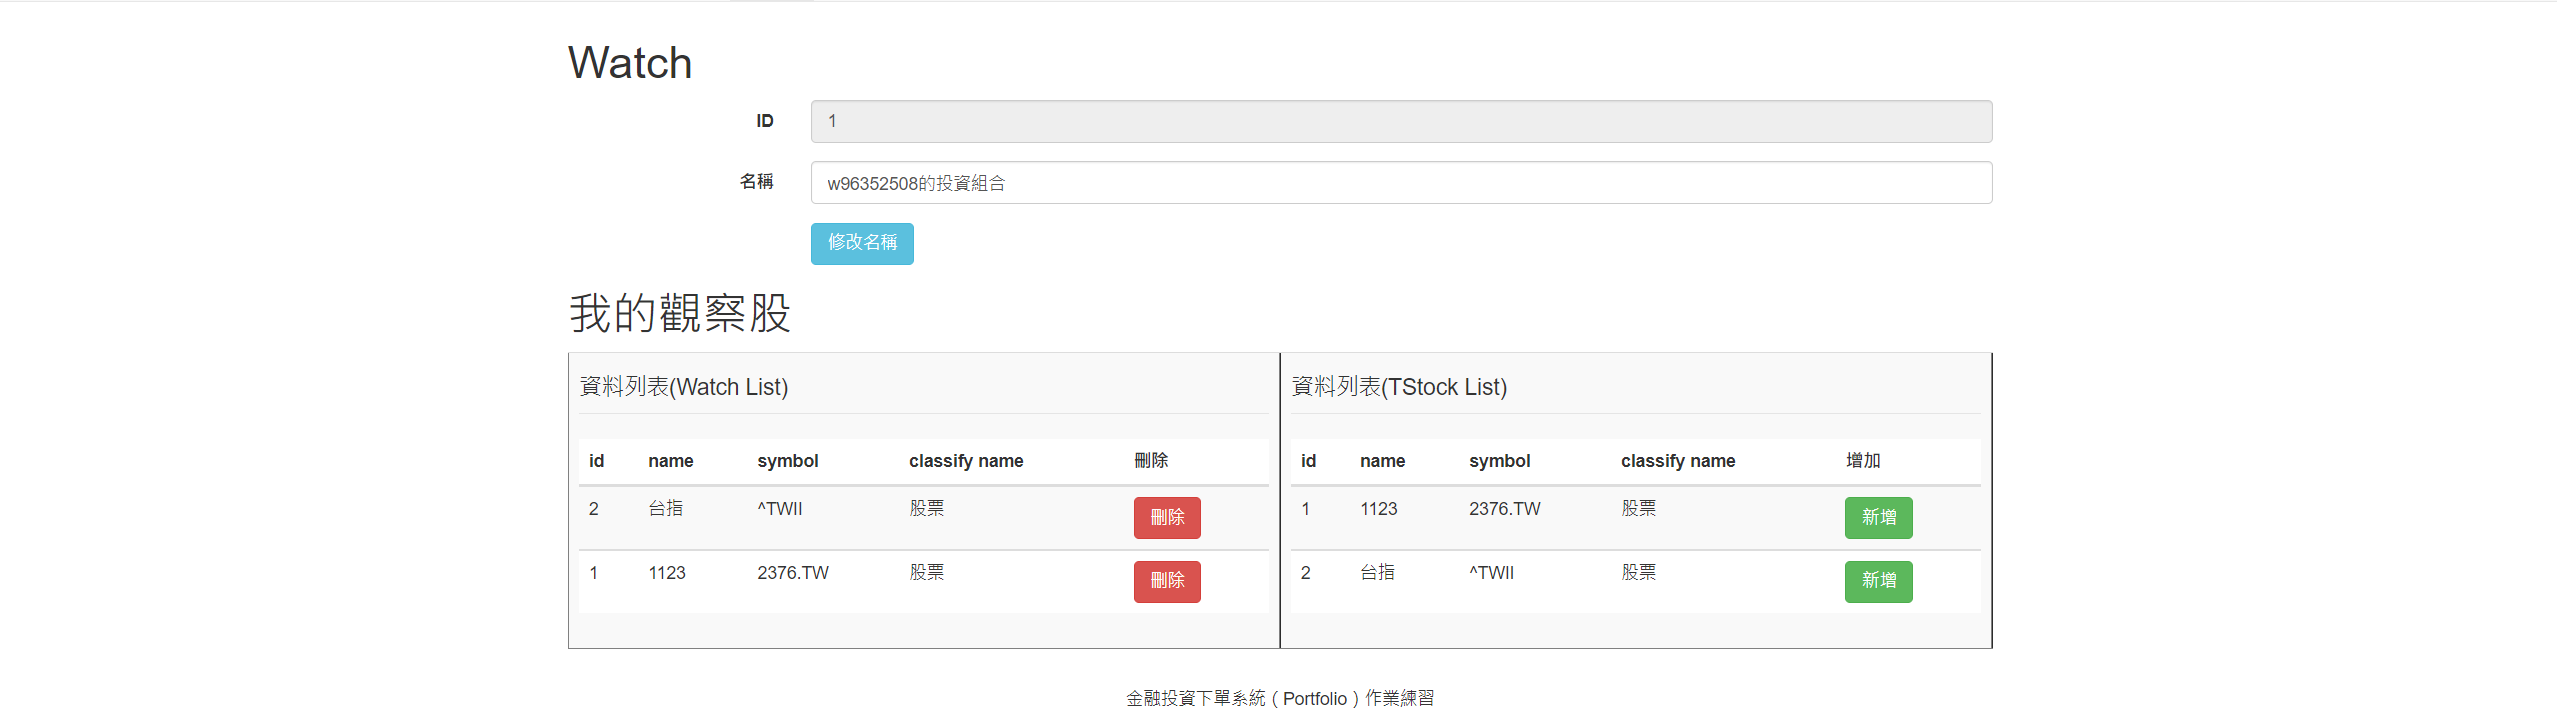 Watch
ID 1
名稱 w96352508的投資組合
修改名稱
我的觀察股
資料列表(Watch List)
id name symbol classify name 刪除
2 台指 ^TWII 股票 刪除
1 1123 2376.TW 股票 刪除
資料列表(TStock List)
id name symbol classify name 增加
1 1123 2376.TW 股票 新增
2 台指 ^TWII 股票 新增
金融投資下單系統 ( Portfolio ) 作業練習